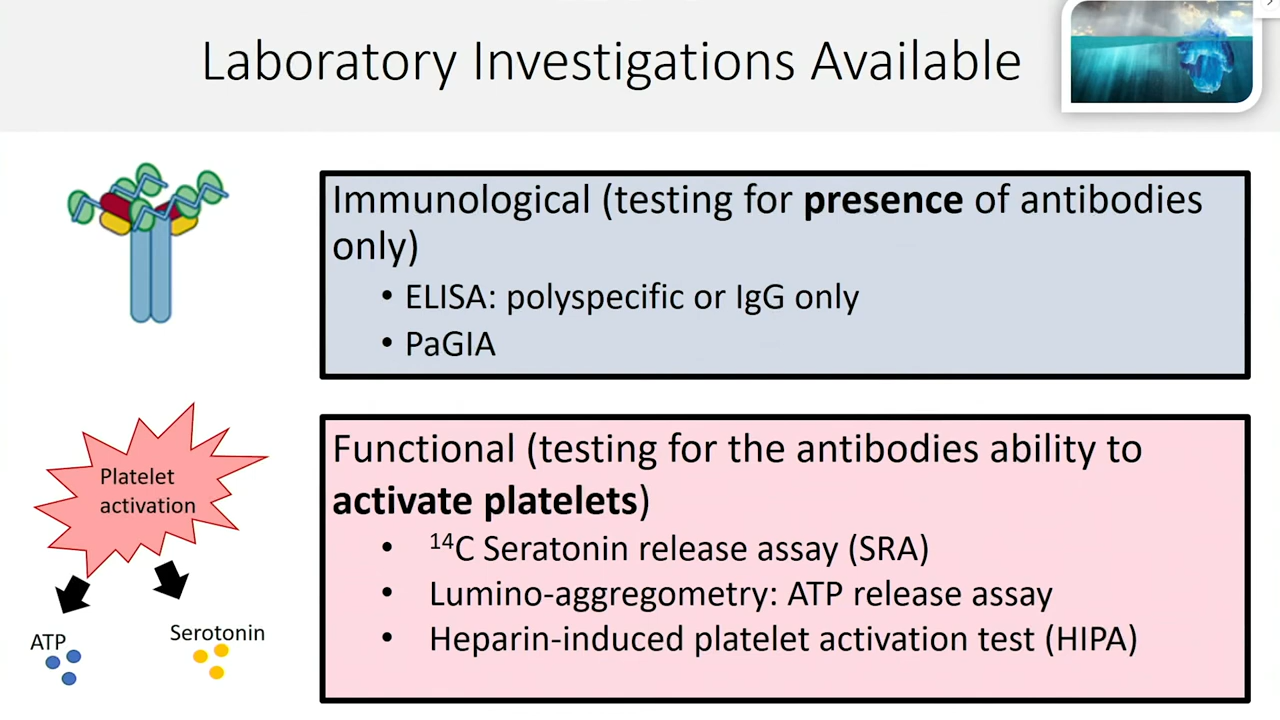 Laboratory Investigations Available
Immunological (testing for presence of antibodies
only)
• ELISA: polyspecific or IgG only
• PaGIA
Platelet
activation
ATP
Serotonin
Functional (testing for the antibodies ability to
activate platelets)
• ¹⁴C Seratonin release assay (SRA)
• Lumino-aggregometry: ATP release assay
• Heparin-induced platelet activation test (HIPA)